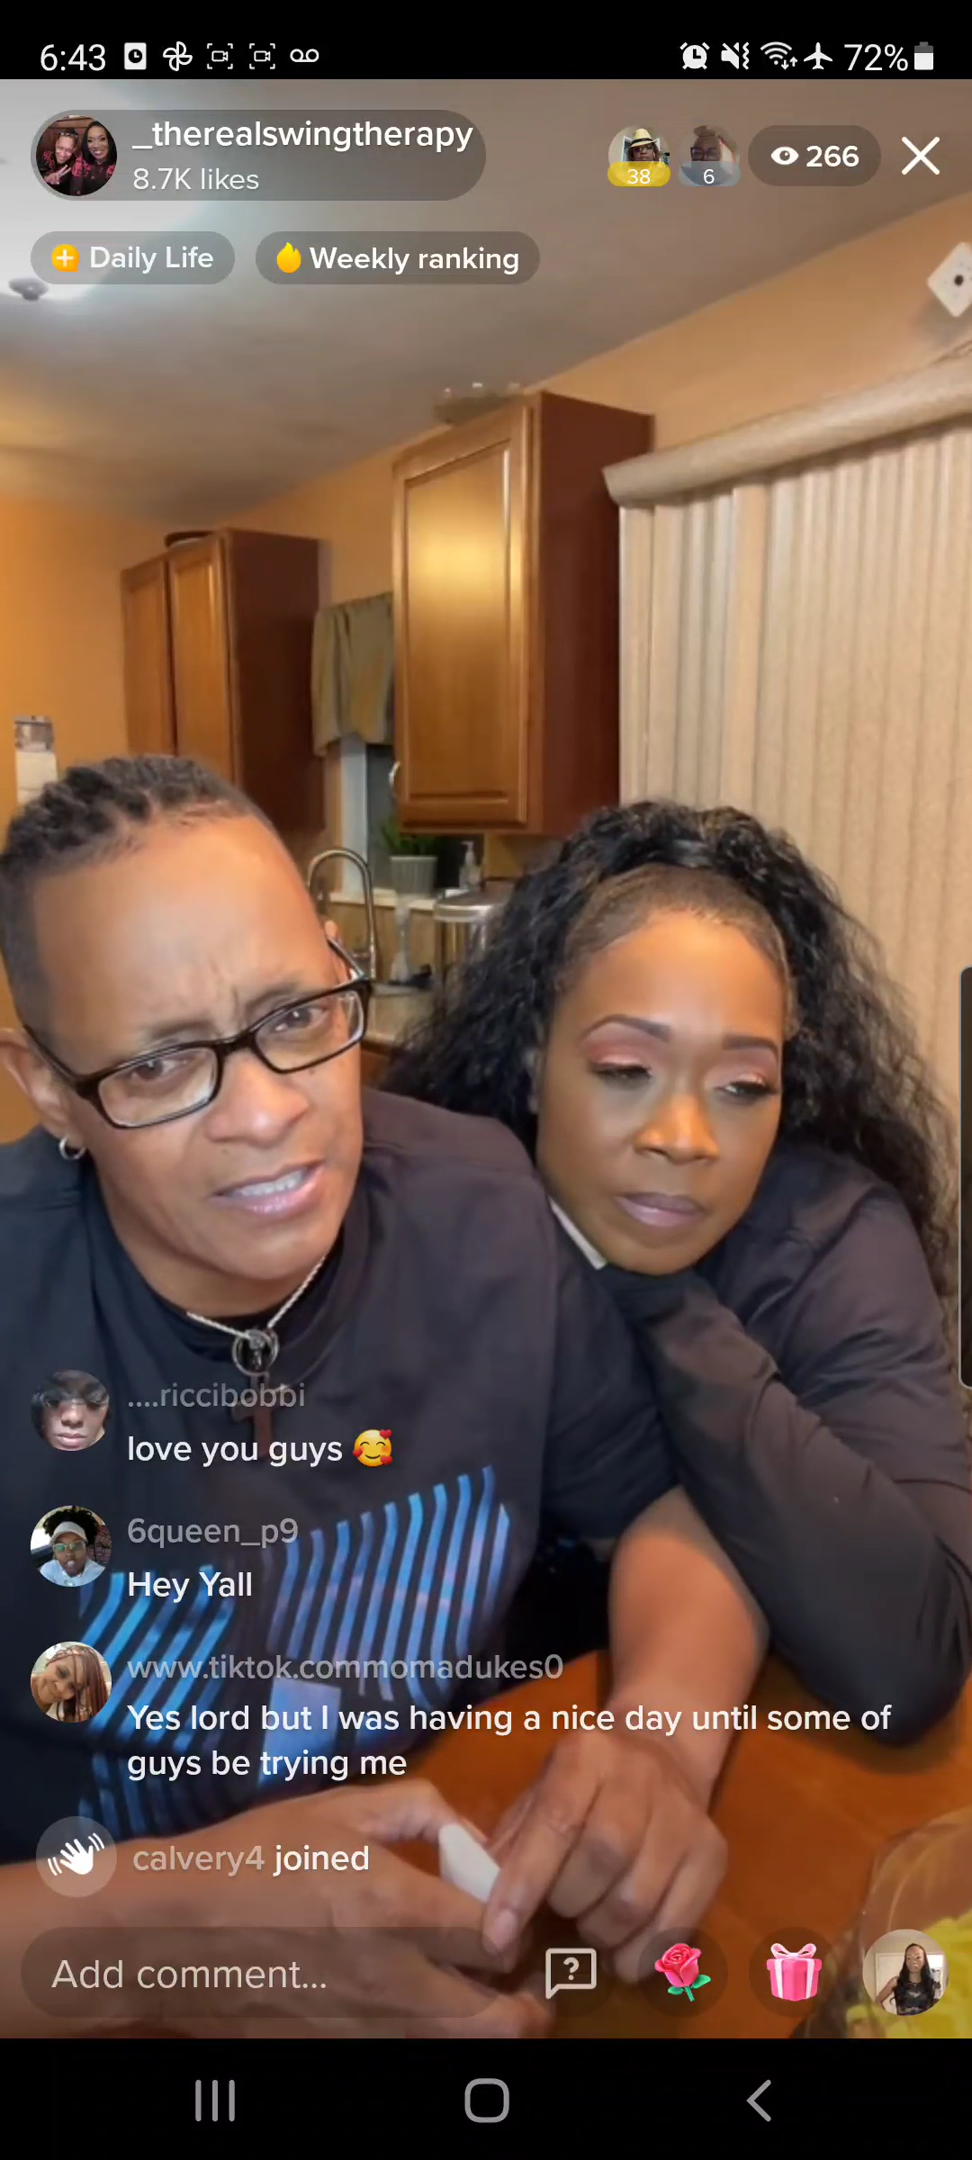 6:43
72%
_therealswingtherapy
8.7K likes
38
6
266
Daily Life
Weekly ranking
....riccibobbi
love you guys 🥰
6queen_p9
Hey Yall
www.tiktok.commomadukes0
Yes lord but I was having a nice day until some of
guys be trying me
calvery4 joined
Add comment...